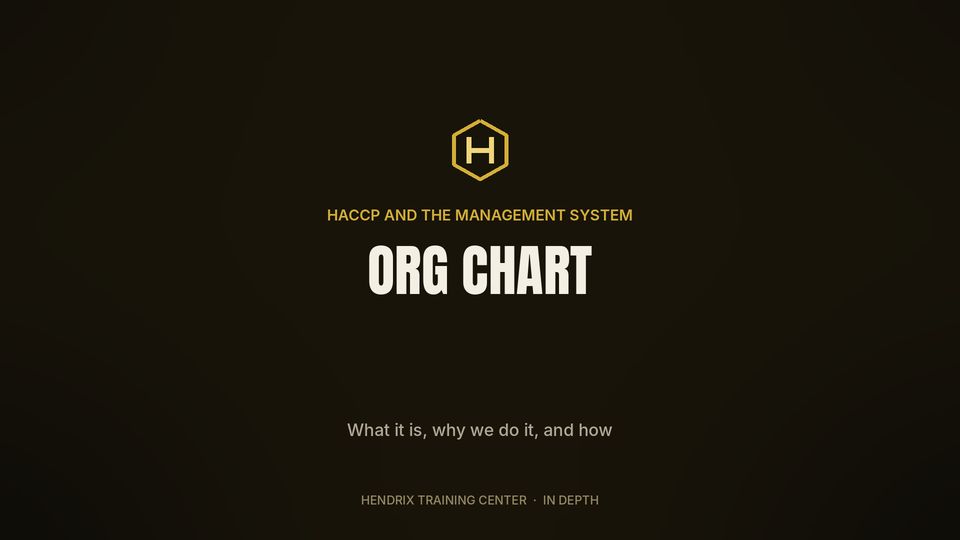 H
HACCP AND THE MANAGEMENT SYSTEM
ORG CHART
What it is, why we do it, and how
HENDRIX TRAINING CENTER · IN DEPTH